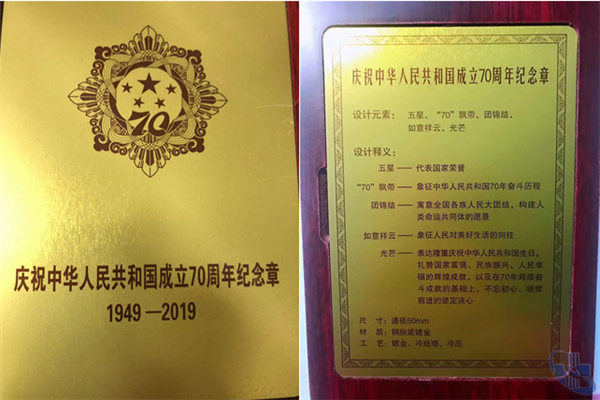 70
庆祝中华人民共和国成立70周年纪念章
1949—2019
庆祝中华人民共和国成立70周年纪念章
设计元素：五星、“70”飘带、团锦结、
如意祥云、光芒
设计释义：
五星——代表国家荣誉
“70”飘带——象征中华人民共和国70年奋斗历程
团锦结——寓意全国各族人民大团结，构建人
类命运共同体的愿景
如意祥云——象征人民对美好生活的向往
光芒——表达隆重庆祝中华人民共和国生日，
礼赞国家富强、民族振兴、人民幸
福的辉煌成就，以及在70年辉煌奋
斗成就的基础上，不忘初心、继续
前进的坚定决心
尺 寸：通径50mm
材 质：铜胎底镀金
工 艺：镀金、冷珐琅、冷压